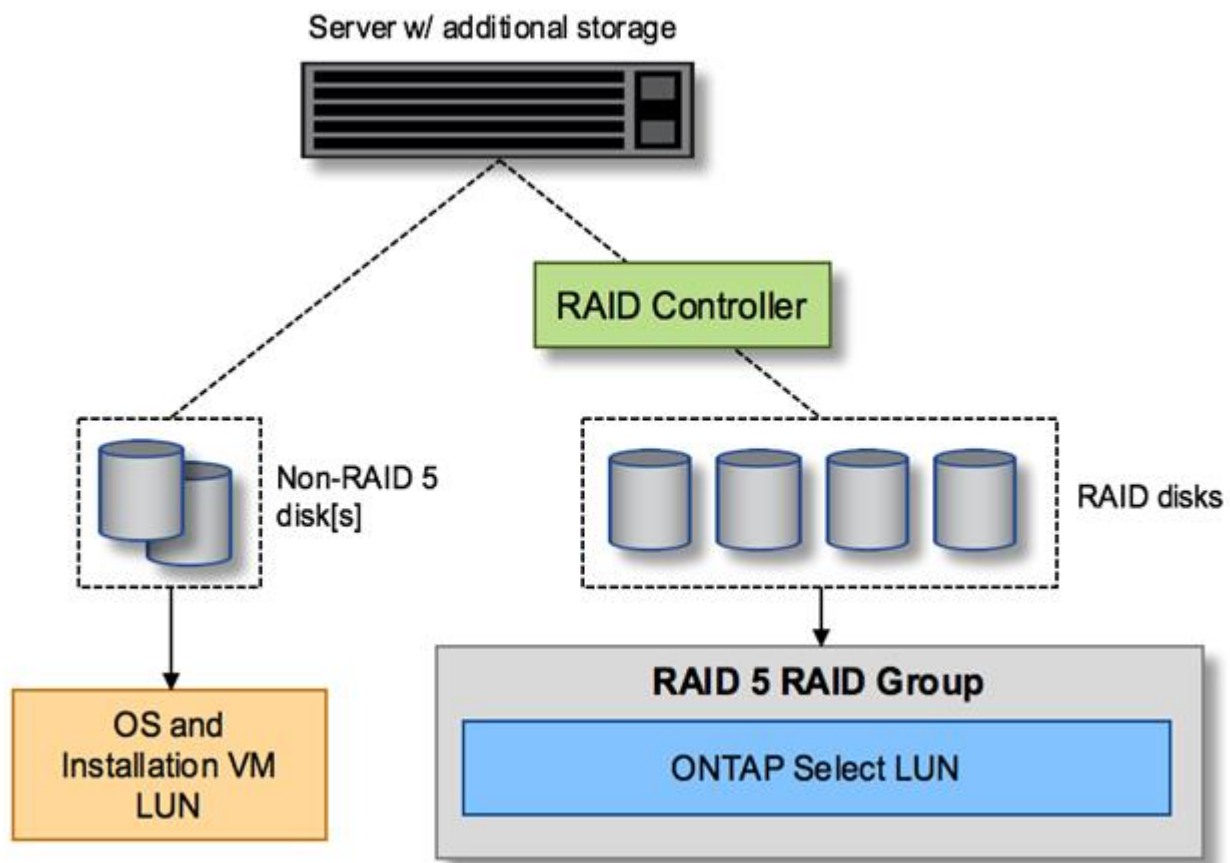 Server w/ additional storage
RAID Controller
Non-RAID 5
disk[s]
RAID disks
OS and
Installation VM
LUN
RAID 5 RAID Group
ONTAP Select LUN